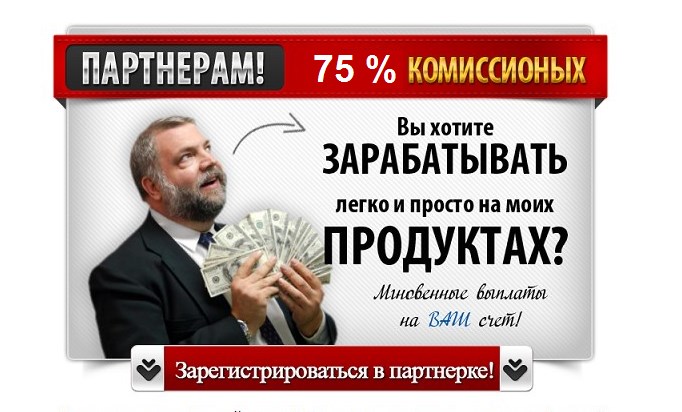 ПАРТНЕРАМ! 75 % КОМИССИОНЫХ
Вы хотите
ЗАРАБАТЫВАТЬ
легко и просто на моих
ПРОДУКТАХ?
Мгновенные выплаты
на ВАШ счет!
Зарегистрироваться в партнерке!